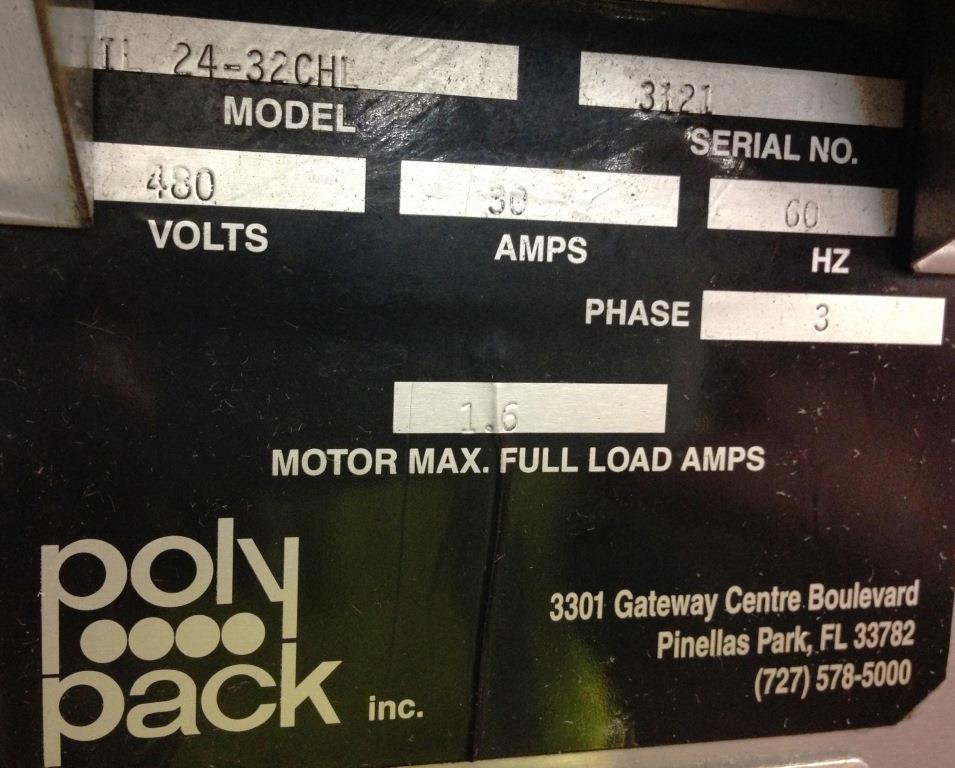 IL 24-32CHL
3121
MODEL
SERIAL NO.
480
30
60
VOLTS
AMPS
HZ
PHASE 3
1.6
MOTOR MAX. FULL LOAD AMPS
poly
pack inc.
3301 Gateway Centre Boulevard
Pinellas Park, FL 33782
(727) 578-5000